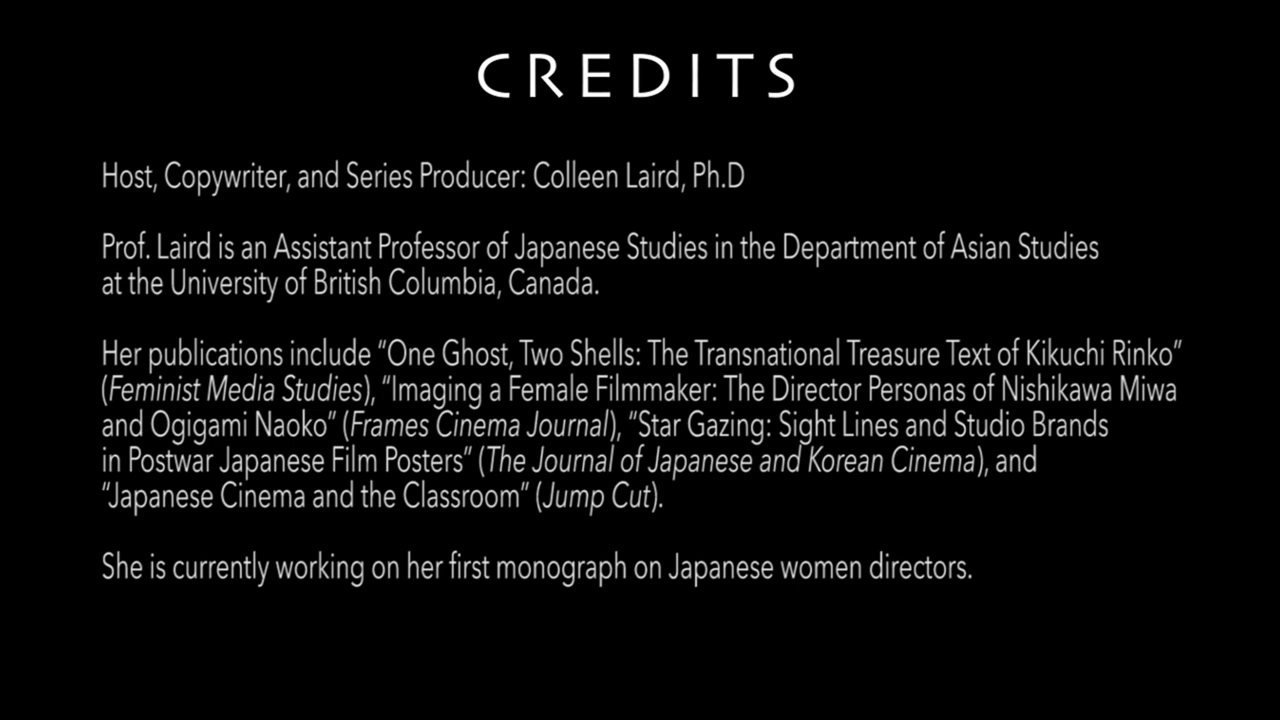 CREDITS
Host, Copywriter, and Series Producer: Colleen Laird, Ph.D
Prof. Laird is an Assistant Professor of Japanese Studies in the Department of Asian Studies
at the University of British Columbia, Canada.
Her publications include “One Ghost, Two Shells: The Transnational Treasure Text of Kikuchi Rinko”
(Feminist Media Studies), “Imaging a Female Filmmaker: The Director Personas of Nishikawa Miwa
and Ogigami Naoko” (Frames Cinema Journal), “Star Gazing: Sight Lines and Studio Brands
in Postwar Japanese Film Posters” (The Journal of Japanese and Korean Cinema), and
“Japanese Cinema and the Classroom” (Jump Cut).
She is currently working on her first monograph on Japanese women directors.